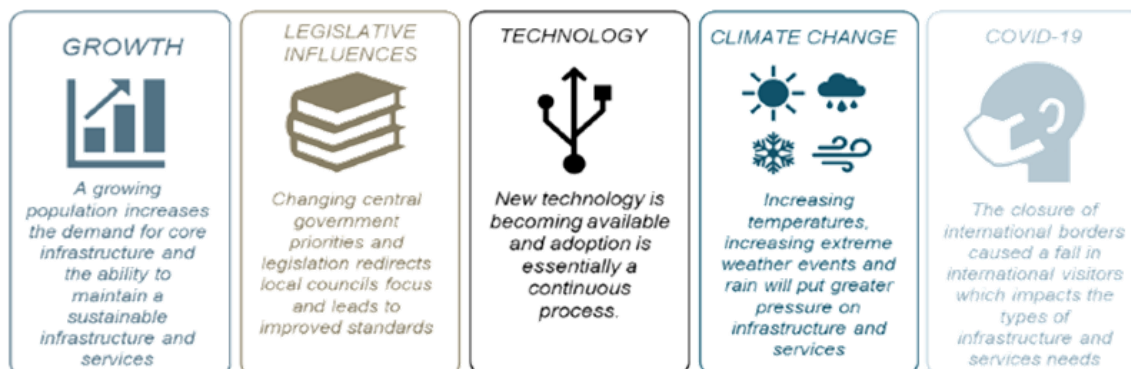 GROWTH
A growing
population increases
the demand for core
infrastructure and
the ability to
maintain a
sustainable
infrastructure and
services
LEGISLATIVE
INFLUENCES
Changing central
government
priorities and
legislation redirects
local councils focus
and leads to
improved standards
TECHNOLOGY
New technology is
becoming available
and adoption is
essentially a
continuous
process.
CLIMATE CHANGE
Increasing
temperatures,
increasing extreme
weather events and
rain will put greater
pressure on
infrastructure and
services
COVID-19
The closure of
international borders
caused a fall in
international visitors
which impacts the
types of
infrastructure and
services needs